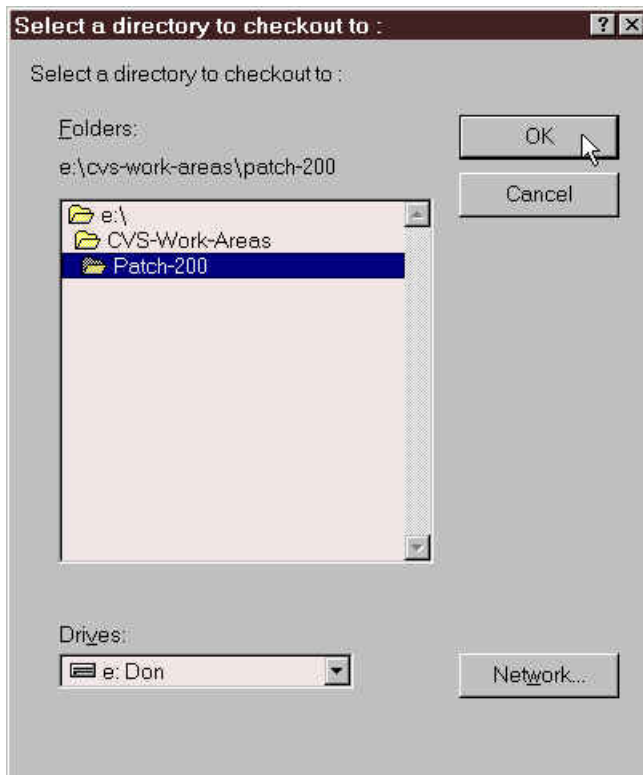 Select a directory to checkout to :
Select a directory to checkout to :
Folders:
e:\cvs-work-areas\patch-200
OK
Cancel
e:\
CVS-Work-Areas
Patch-200
Drives:
e: Don
Network...